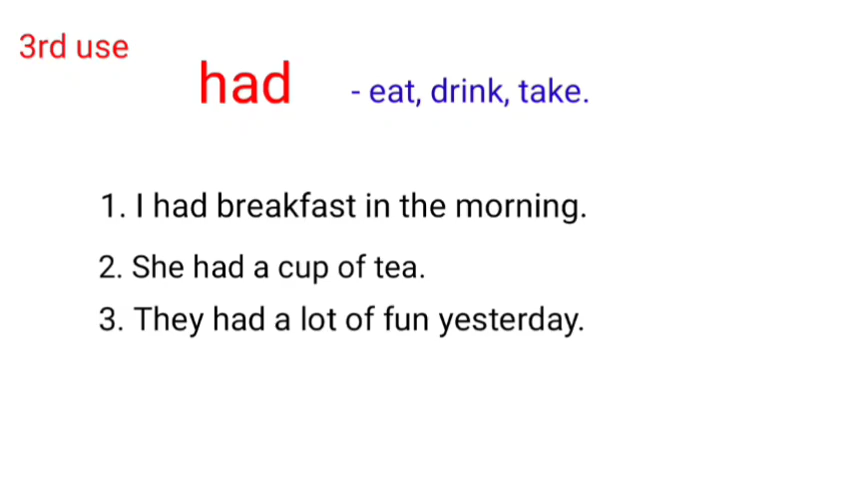 3rd use
had - eat, drink, take.
1. I had breakfast in the morning.
2. She had a cup of tea.
3. They had a lot of fun yesterday.